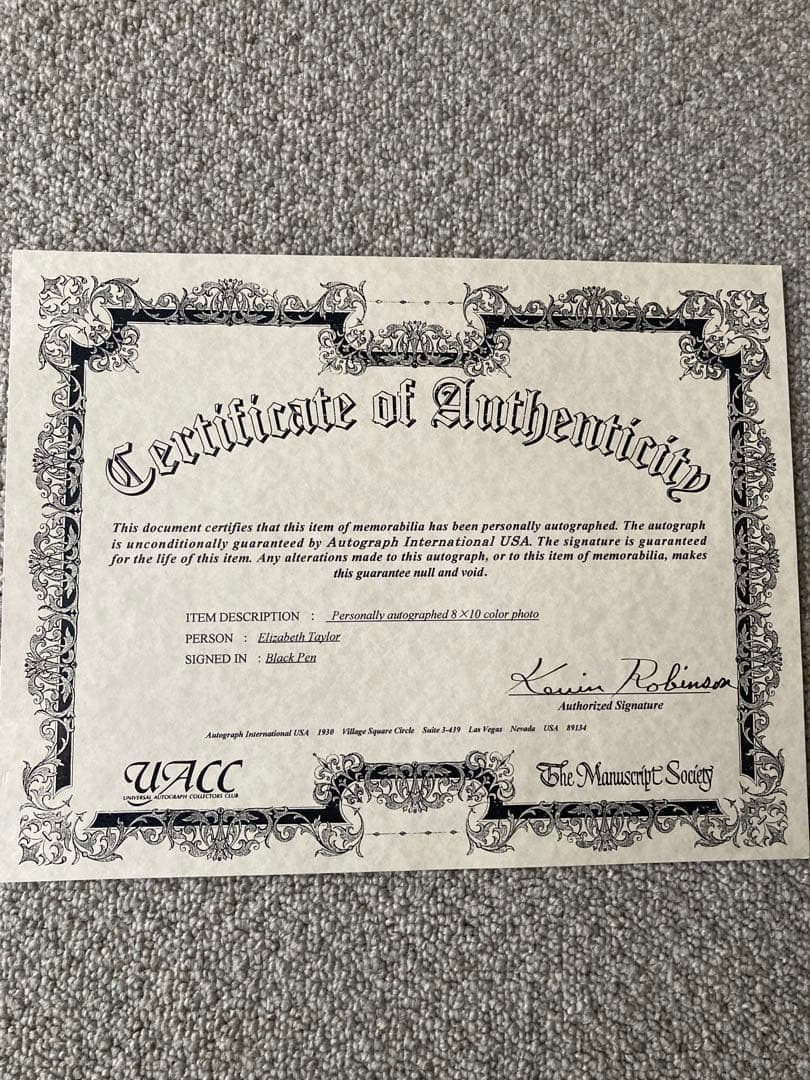 Certificate of Authenticity
This document certifies that this item of memorabilia has been personally autographed. The autograph
is unconditionally guaranteed by Autograph International USA. The signature is guaranteed
for the life of this item. Any alterations made to this autograph, or to this item of memorabilia, makes
this guarantee null and void.
ITEM DESCRIPTION : Personally autographed 8×10 color photo
PERSON : Elizabeth Taylor
SIGNED IN : Black Pen
Kevin Robinson
Authorized Signature
Autograph International USA 1930 Village Square Circle Suite 3-439 Las Vegas Nevada USA 89134
UACC
UNIVERSAL AUTOGRAPH COLLECTORS CLUB
The Manuscript Society